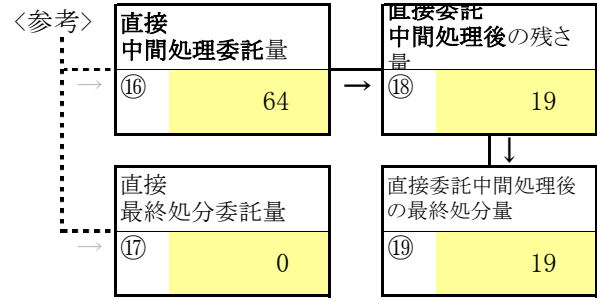 〈参考〉
直接
中間処理委託量
⑯ 64
→ → 
直接委託
中間処理後の残さ
量
⑱ 19
↓
直接
最終処分委託量
→ ⑰ 0
直接委託中間処理後
の最終処分量
⑲ 19